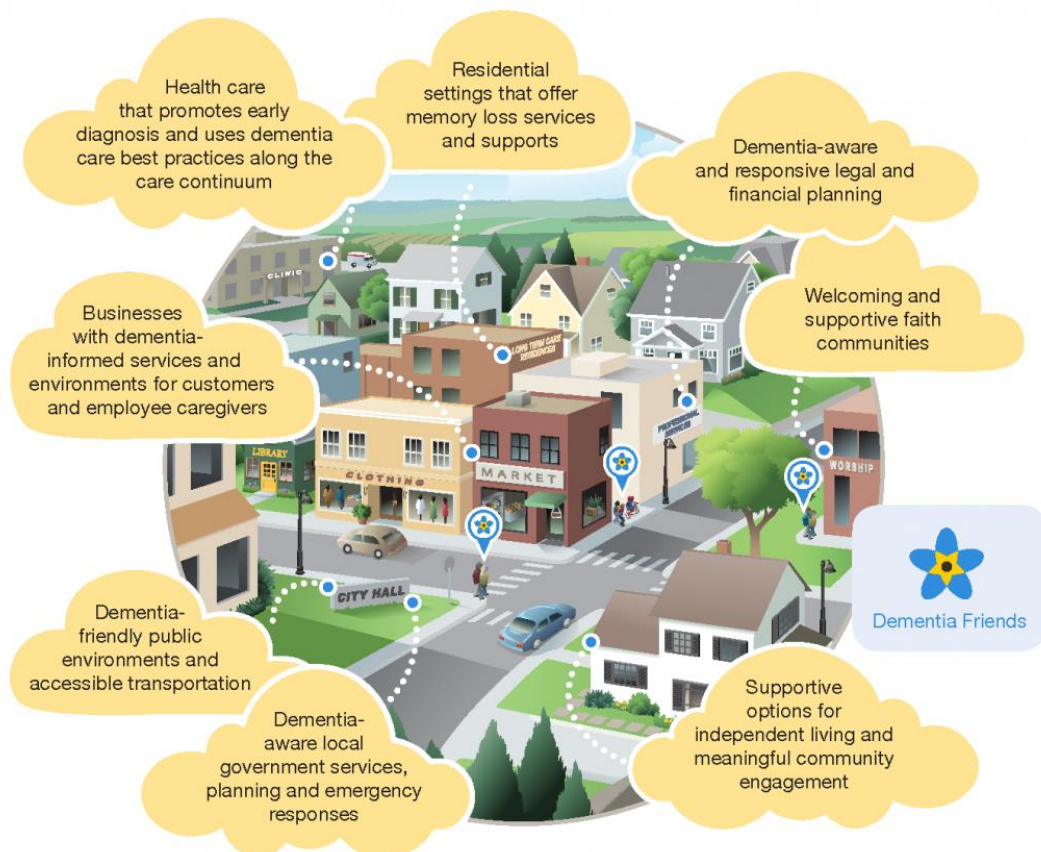 Health care
that promotes early
diagnosis and uses dementia
care best practices along the
care continuum
Residential
settings that offer
memory loss services
and supports
Dementia-aware
and responsive legal and
financial planning
Welcoming and
supportive faith
communities
Businesses
with dementia-
informed services and
environments for customers
and employee caregivers
CLINIC
LONG TERM CARE
RESIDENCES
PROFESSIONAL
SERVICES
LIBRARY
CLOTHING
MARKET
WORSHIP
CITY HALL
Dementia Friends
Dementia-
friendly public
environments and
accessible transportation
Dementia-
aware local
government services,
planning and emergency
responses
Supportive
options for
independent living and
meaningful community
engagement